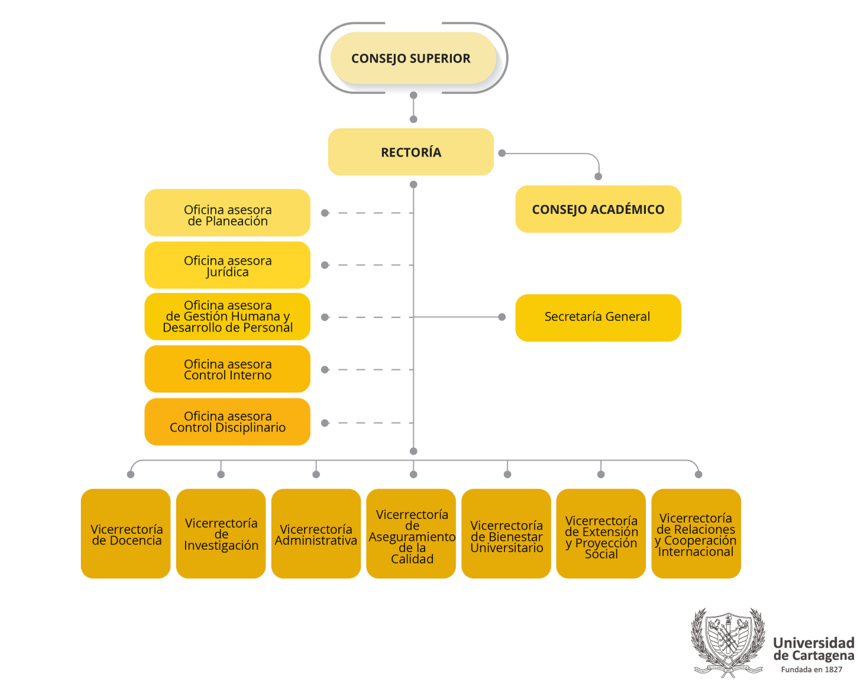 CONSEJO SUPERIOR
RECTORÍA
CONSEJO ACADÉMICO
Oficina asesora
de Planeación
Oficina asesora
Jurídica
Oficina asesora
de Gestión Humana y
Desarrollo de Personal
Secretaría General
Oficina asesora
Control Interno
Oficina asesora
Control Disciplinario
Vicerrectoría
de Docencia
Vicerrectoría
de
Investigación
Vicerrectoría
Administrativa
Vicerrectoría
de
Aseguramiento
de la
Calidad
Vicerrectoría
de Bienestar
Universitario
Vicerrectoría
de Extensión
y Proyección
Social
Vicerrectoría
de Relaciones
y Cooperación
Internacional
Universidad
de Cartagena
Fundada en 1827